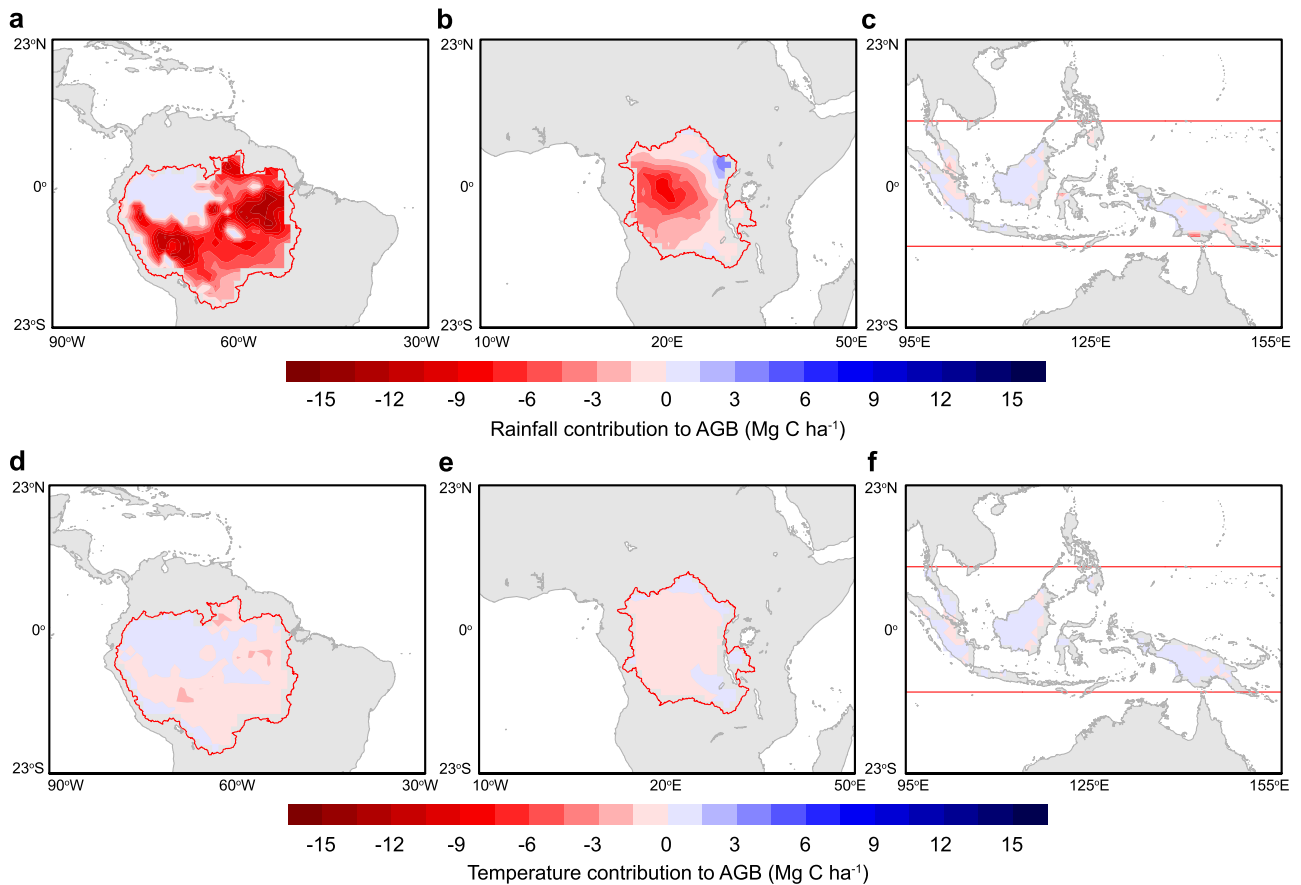 a b c
23°N 23°N 23°N
0° 0° 0°
23°S 23°S 23°S
90°W 60°W 30°W 10°W 20°E 50°E 95°E 125°E 155°E
-15 -12 -9 -6 -3 0 3 6 9 12 15
Rainfall contribution to AGB (Mg C ha⁻¹)
d e f
23°N 23°N 23°N
0° 0° 0°
23°S 23°S 23°S
90°W 60°W 30°W 10°W 20°E 50°E 95°E 125°E 155°E
-15 -12 -9 -6 -3 0 3 6 9 12 15
Temperature contribution to AGB (Mg C ha⁻¹)